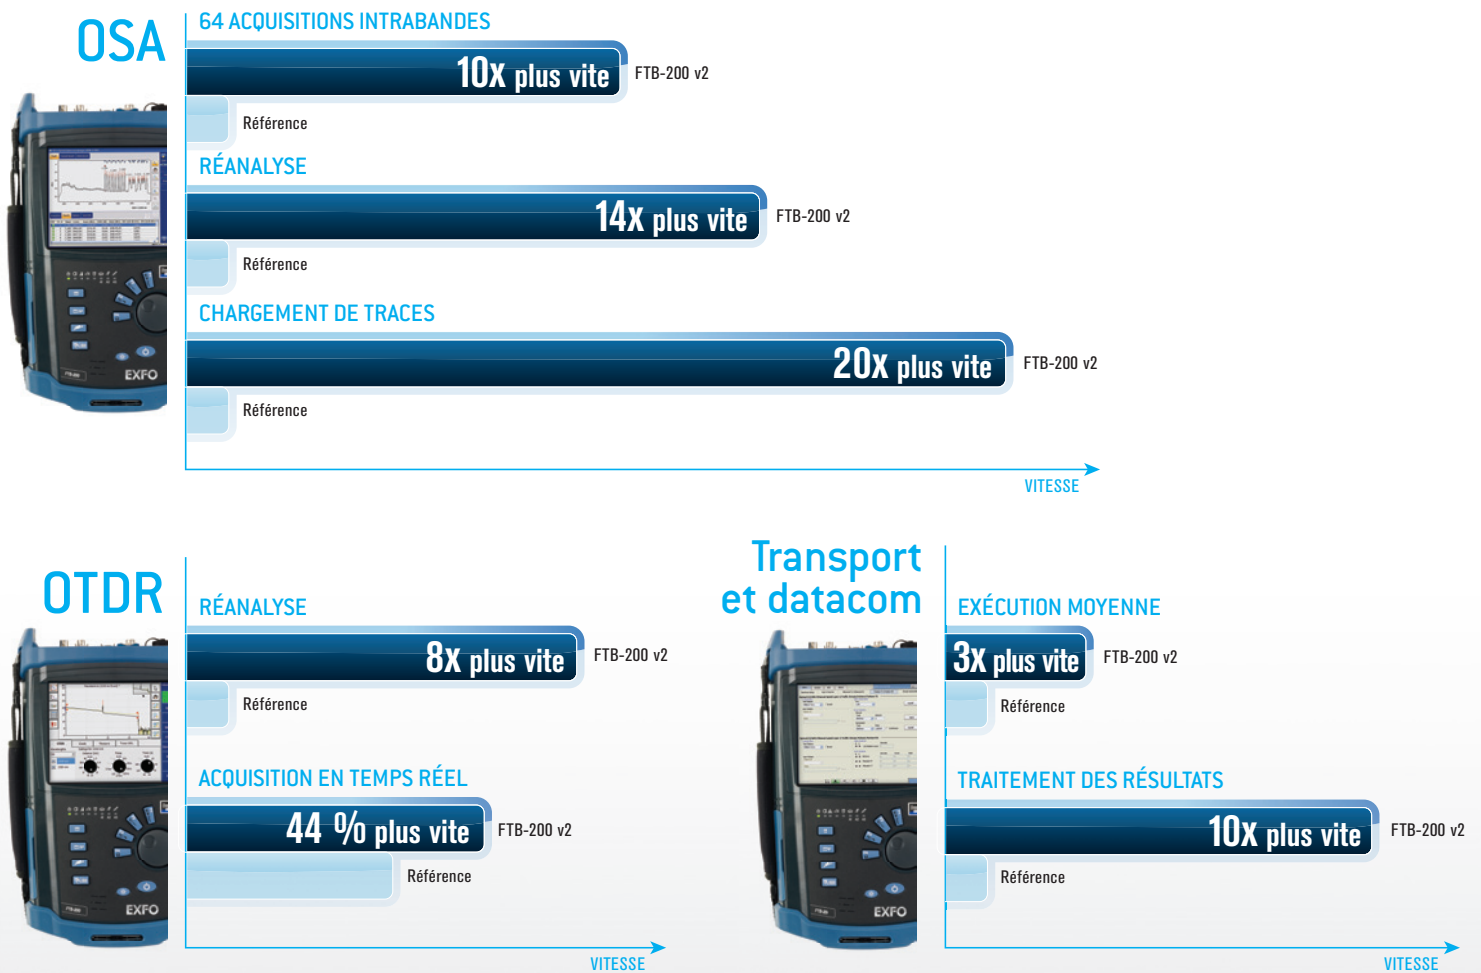 OSA
64 ACQUISITIONS INTRABANDES
10x plus vite
FTB-200 v2
Référence
RÉANALYSE
14x plus vite
FTB-200 v2
Référence
CHARGEMENT DE TRACES
20x plus vite
FTB-200 v2
Référence
EXFO
VITESSE
OTDR
RÉANALYSE
8x plus vite
FTB-200 v2
Référence
ACQUISITION EN TEMPS RÉEL
44 % plus vite
FTB-200 v2
Référence
EXFO
VITESSE
Transport
et datacom
EXÉCUTION MOYENNE
3x plus vite
FTB-200 v2
Référence
TRAITEMENT DES RÉSULTATS
10x plus vite
FTB-200 v2
Référence
EXFO
VITESSE